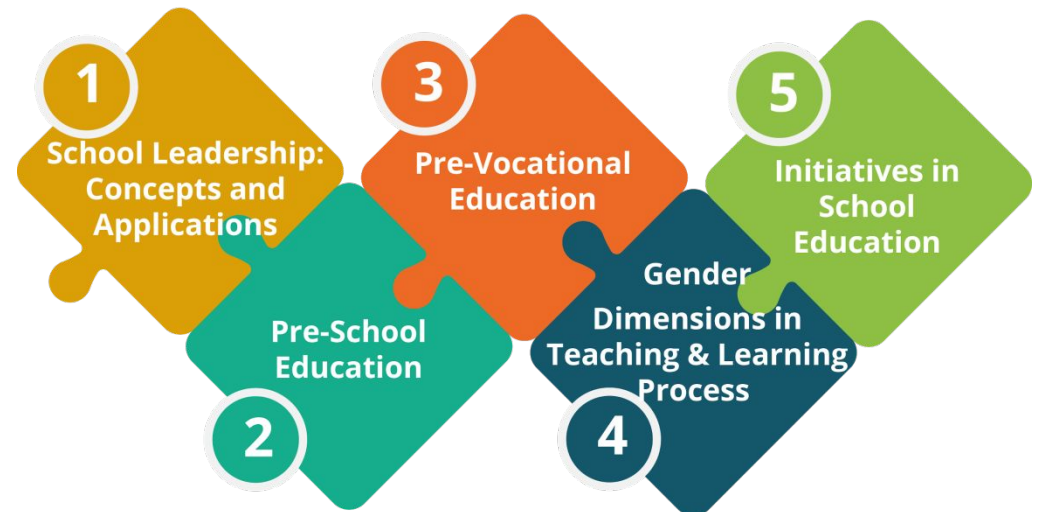 1
School Leadership:
Concepts and
Applications
2
Pre-School
Education
3
Pre-Vocational
Education
4
Gender
Dimensions in
Teaching & Learning
Process
5
Initiatives in
School
Education